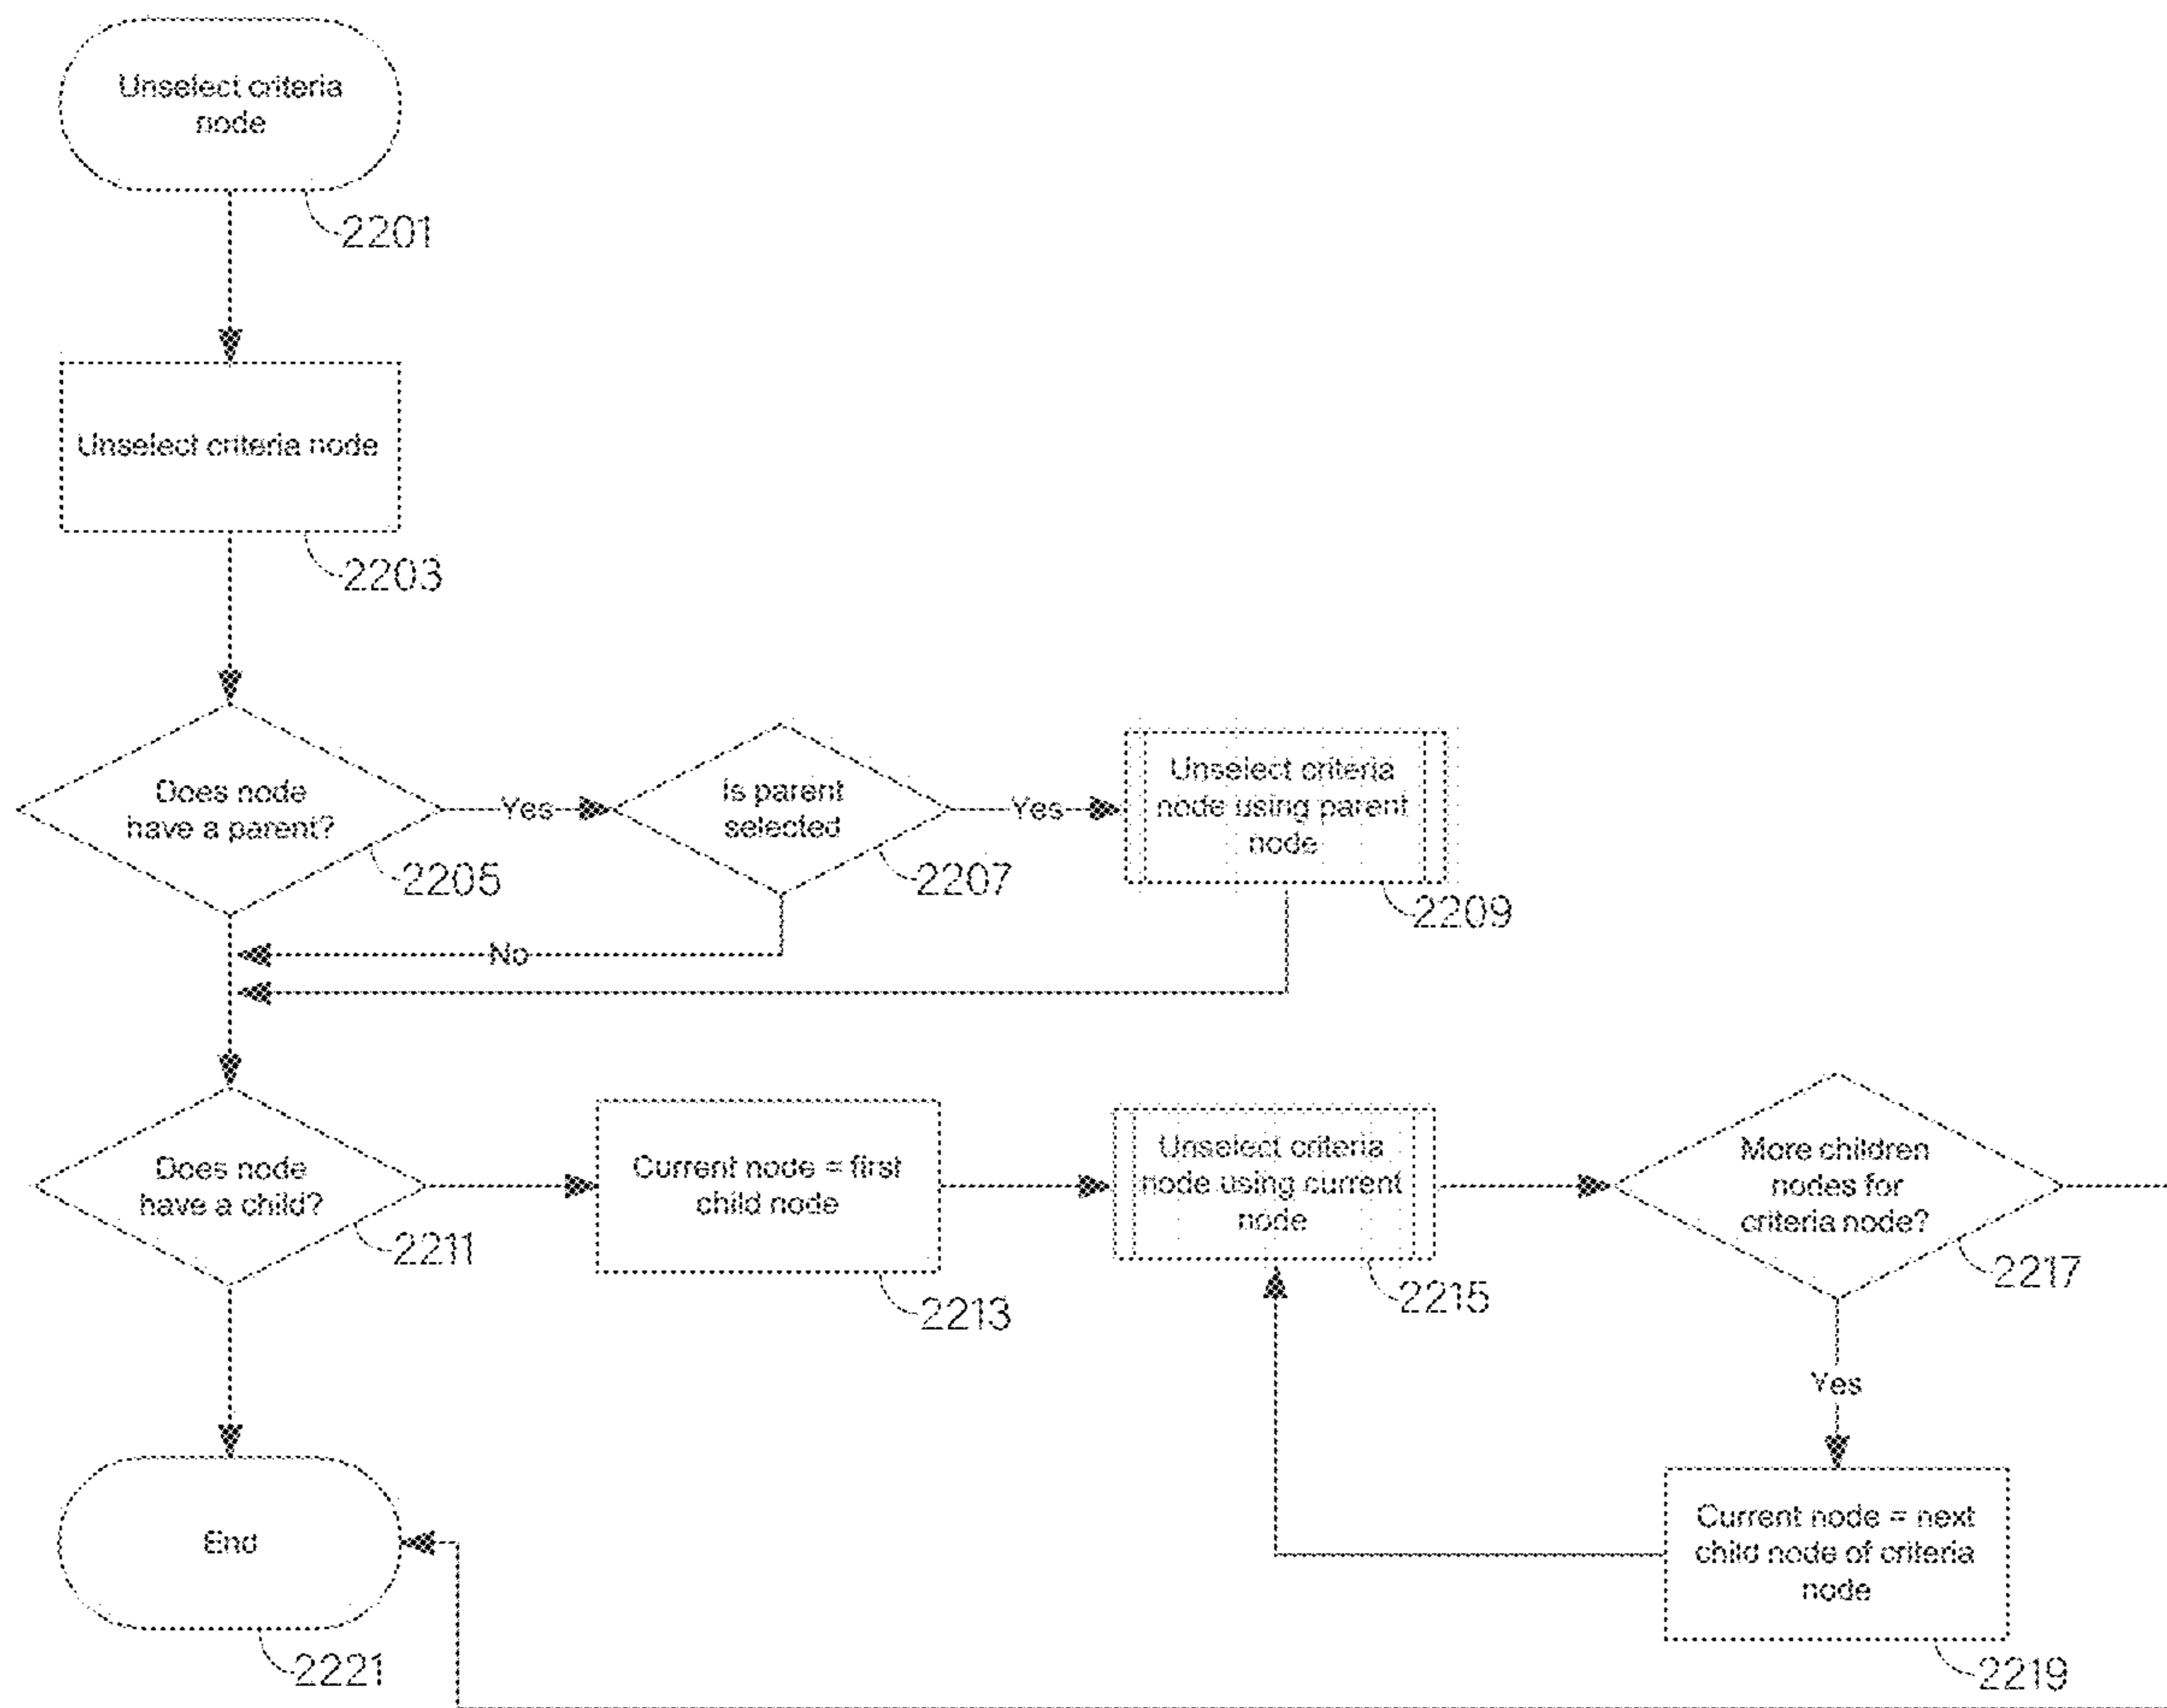 Unselect criteria
node
2201
Unselect criteria node
2203
Does node
have a parent?
2205
Yes
Is parent
selected
2207
Yes
Unselect criteria
node using parent
node
2209
No
Does node
have a child?
2211
Current node = first
child node
2213
Unselect criteria
node using current
node
2215
More children
nodes for
criteria node?
2217
Yes
Current node = next
child node of criteria
node
2219
End
2221